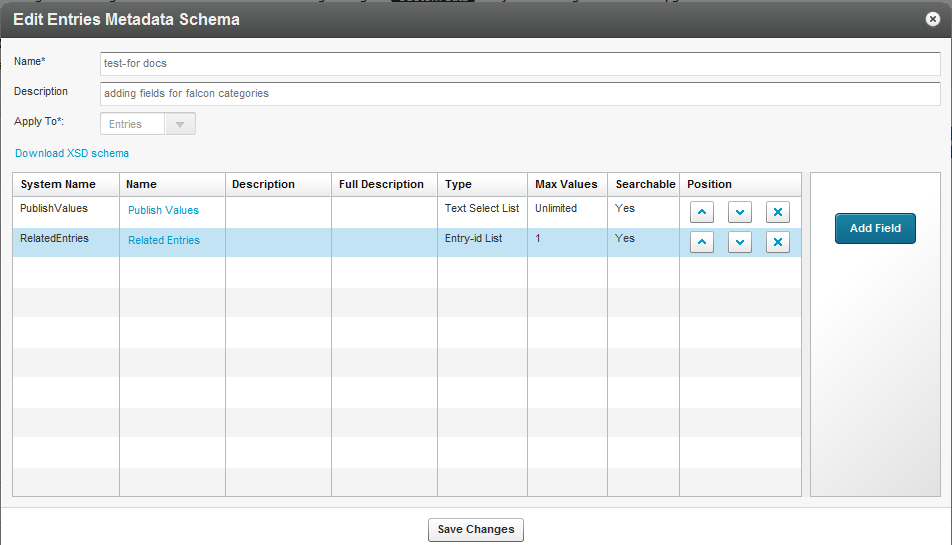 Edit Entries Metadata Schema
Name*
test-for docs
Description
adding fields for falcon categories
Apply To*:
Entries
Download XSD schema
System Name Name Description Full Description Type Max Values Searchable Position
PublishValues Publish Values Text Select List Unlimited Yes
RelatedEntries Related Entries Entry-id List 1 Yes
Add Field
Save Changes